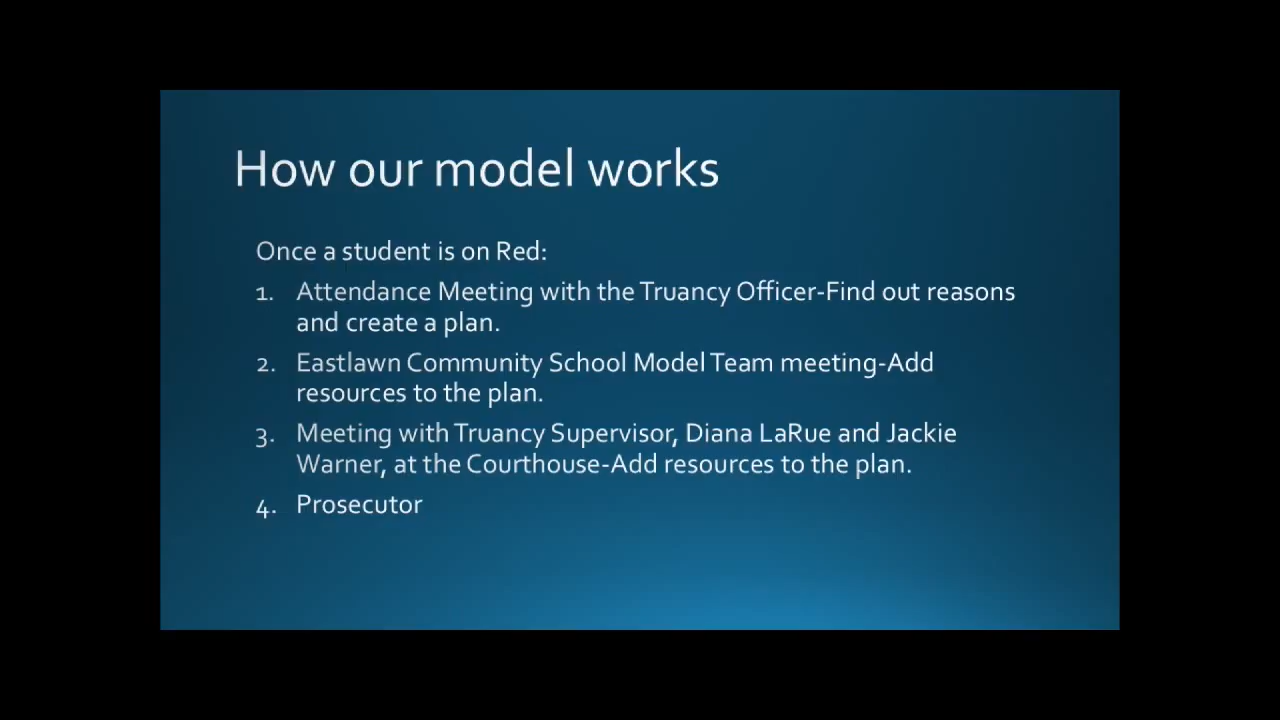 How our model works
Once a student is on Red:
1. Attendance Meeting with the Truancy Officer-Find out reasons
and create a plan.
2. Eastlawn Community School Model Team meeting-Add
resources to the plan.
3. Meeting with Truancy Supervisor, Diana LaRue and Jackie
Warner, at the Courthouse-Add resources to the plan.
4. Prosecutor